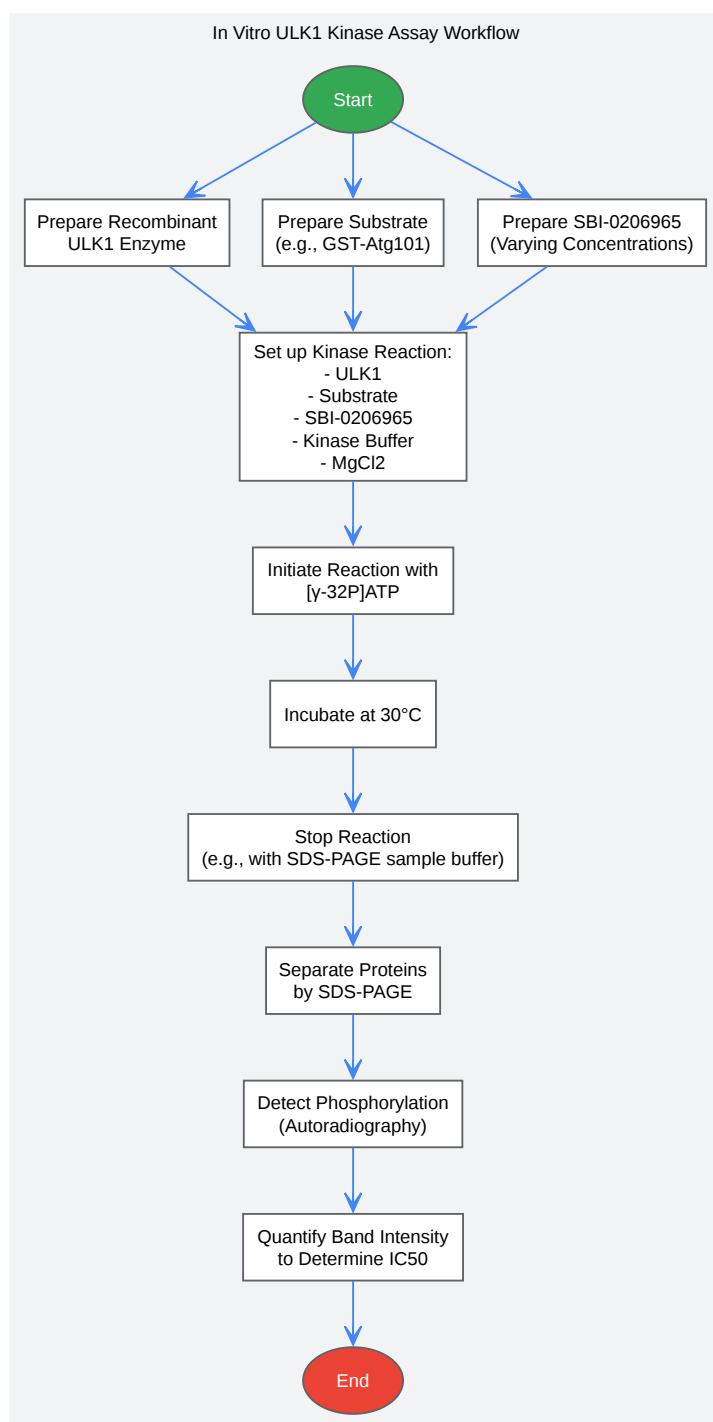 In Vitro ULK1 Kinase Assay Workflow
Start
Prepare Recombinant
ULK1 Enzyme
Prepare Substrate
(e.g., GST-Atg101)
Prepare SBI-0206965
(Varying Concentrations)
Set up Kinase Reaction:
- ULK1
- Substrate
- SBI-0206965
- Kinase Buffer
- MgCl2
Initiate Reaction with
[γ-32P]ATP
Incubate at 30°C
Stop Reaction
(e.g., with SDS-PAGE sample buffer)
Separate Proteins
by SDS-PAGE
Detect Phosphorylation
(Autoradiography)
Quantify Band Intensity
to Determine IC50
End